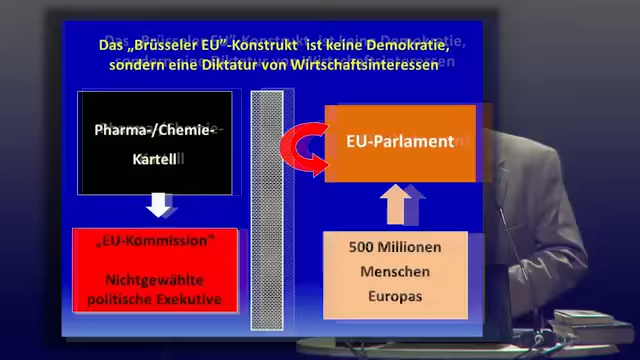 Das „Brüsseler EU"-Konstrukt ist keine Demokratie,
sondern eine Diktatur von Wirtschaftsinteressen
Pharma-/Chemie-
Kartell
EU-Parlament
„EU-Kommission"
Nichtgewählte
politische Exekutive
500 Millionen
Menschen
Europas